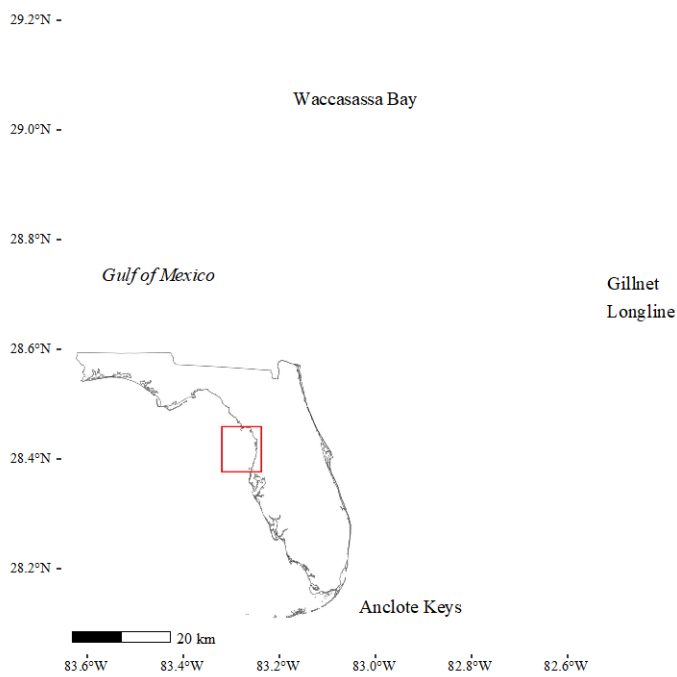 29.2°N
Waccasassa Bay
29.0°N
28.8°N
Gulf of Mexico
Gillnet
Longline
28.6°N
28.4°N
28.2°N
Anclote Keys
20 km
83.6°W 83.4°W 83.2°W 83.0°W 82.8°W 82.6°W